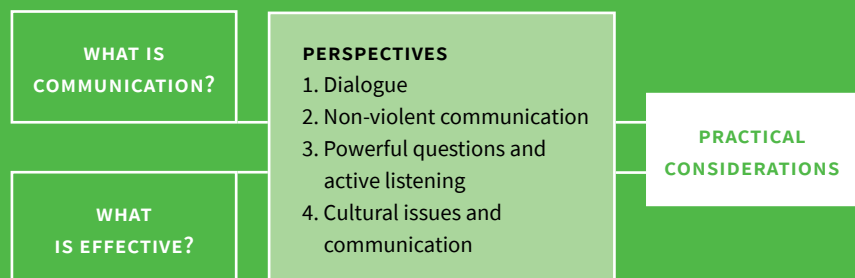 WHAT IS
COMMUNICATION?
WHAT
IS EFFECTIVE?
PERSPECTIVES
1. Dialogue
2. Non-violent communication
3. Powerful questions and
active listening
4. Cultural issues and
communication
PRACTICAL
CONSIDERATIONS